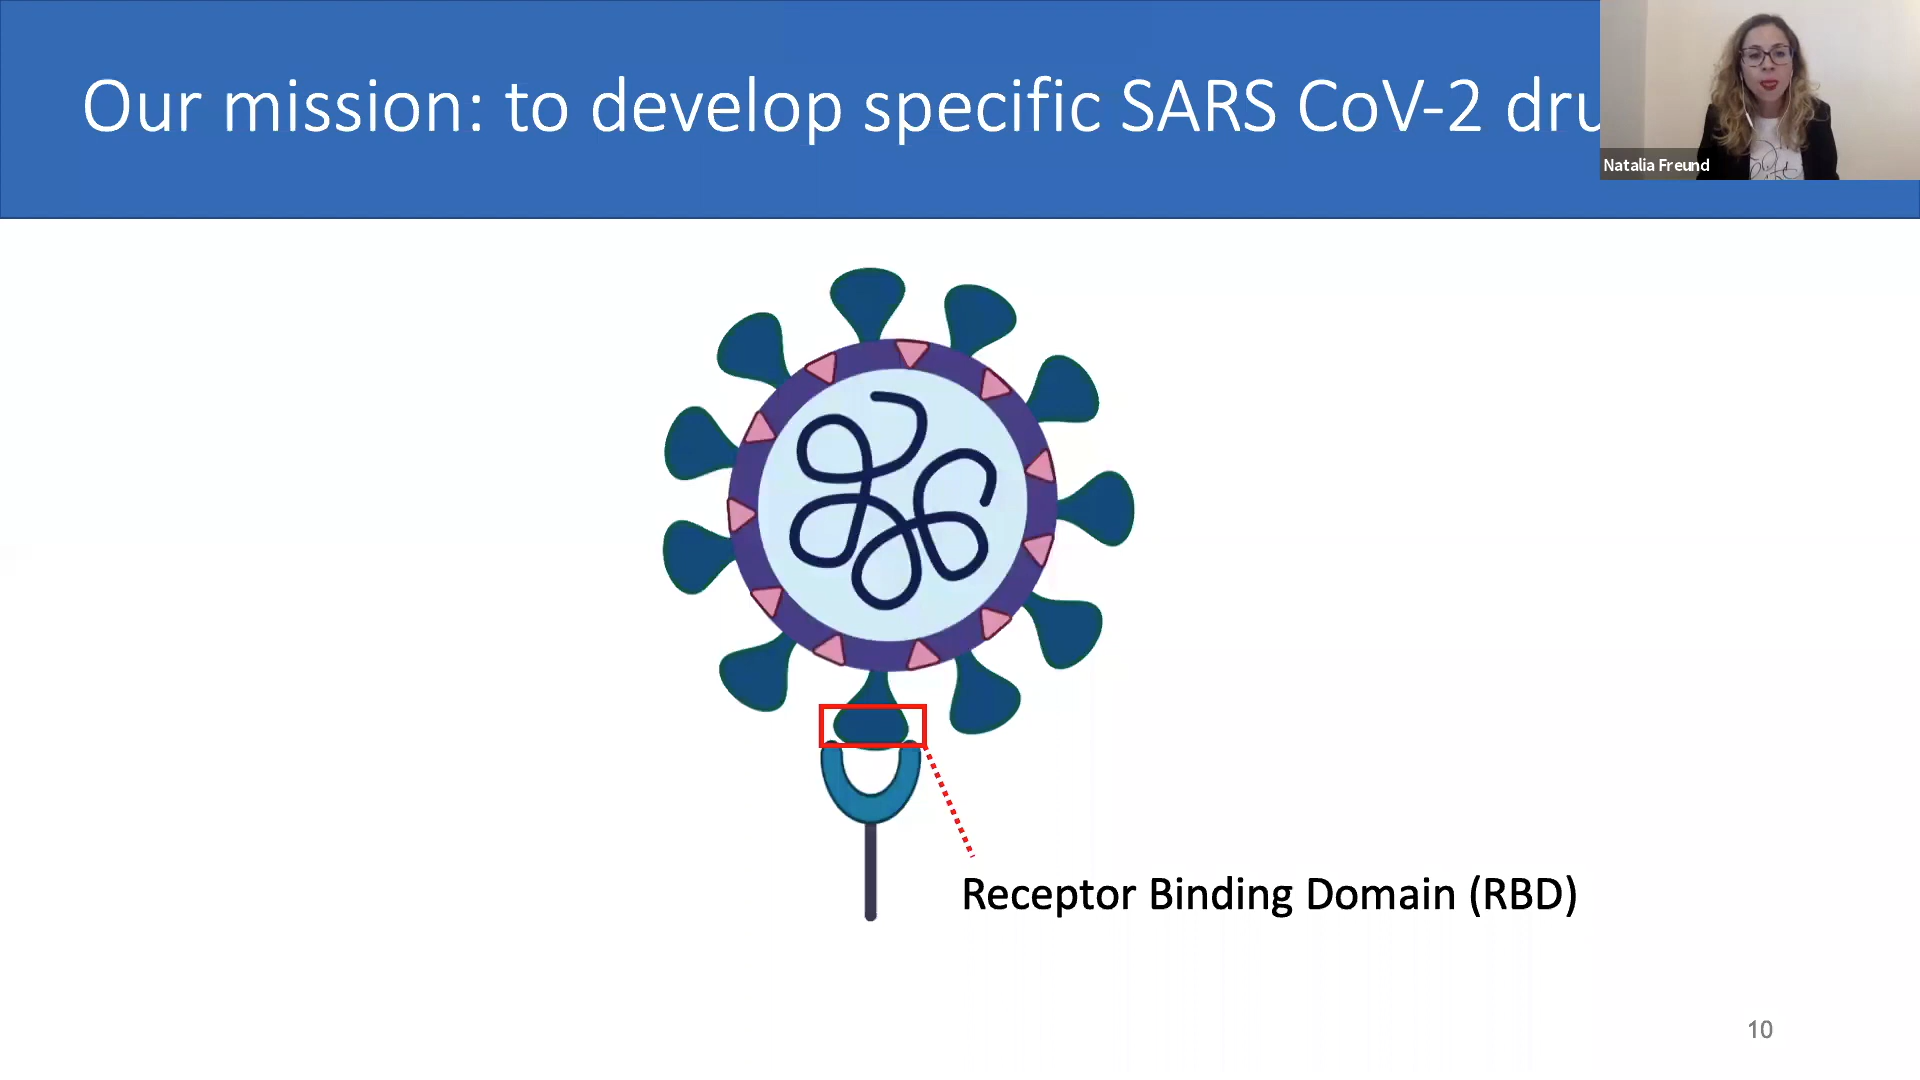 Our mission: to develop specific SARS CoV-2 dru
Natalia Freund
Receptor Binding Domain (RBD)
10